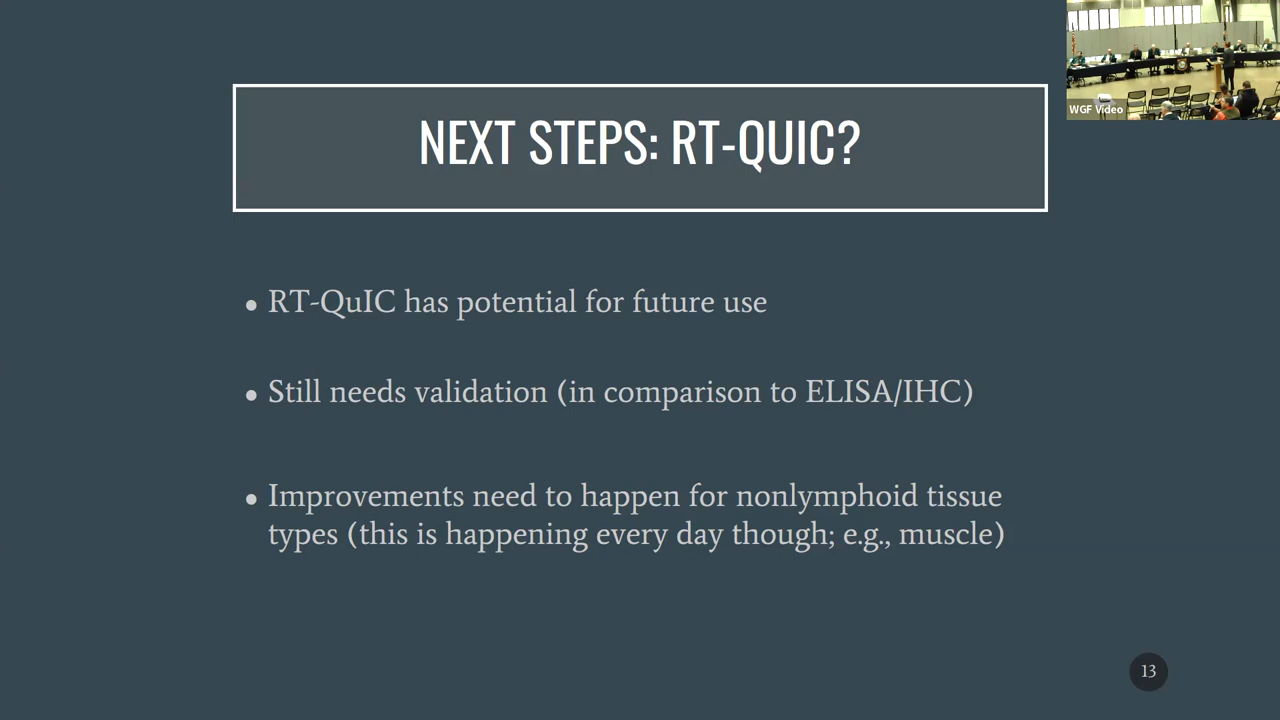 WGF Video
NEXT STEPS: RT-QUIC?
• RT-QuIC has potential for future use
• Still needs validation (in comparison to ELISA/IHC)
• Improvements need to happen for nonlymphoid tissue
types (this is happening every day though; e.g., muscle)
13